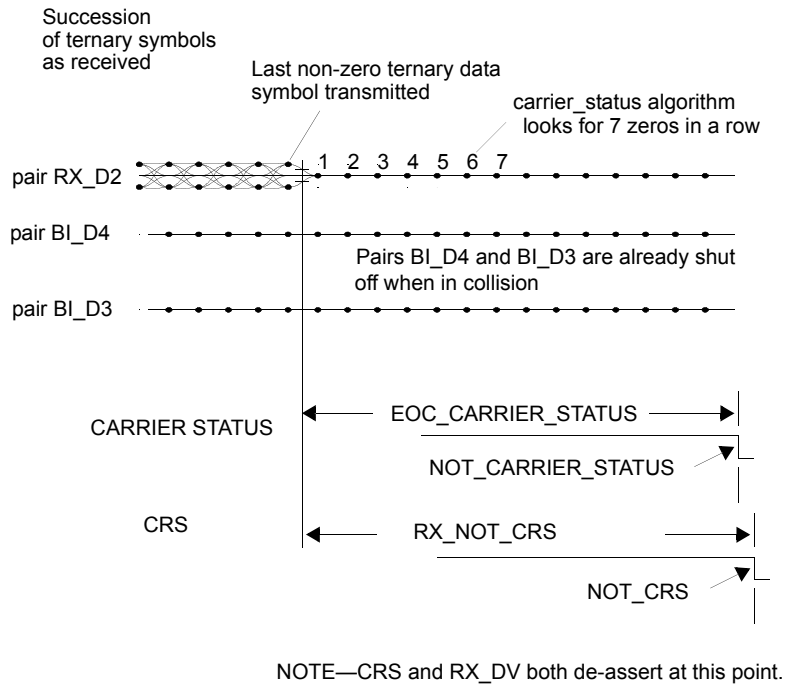 Succession
of ternary symbols
as received
Last non-zero ternary data
symbol transmitted
carrier_status algorithm
looks for 7 zeros in a row
1 2 3 4 5 6 7
pair RX_D2
pair BI_D4
Pairs BI_D4 and BI_D3 are already shut
off when in collision
pair BI_D3
EOC_CARRIER_STATUS
CARRIER STATUS
NOT_CARRIER_STATUS
CRS
RX_NOT_CRS
NOT_CRS
NOTE—CRS and RX_DV both de-assert at this point.